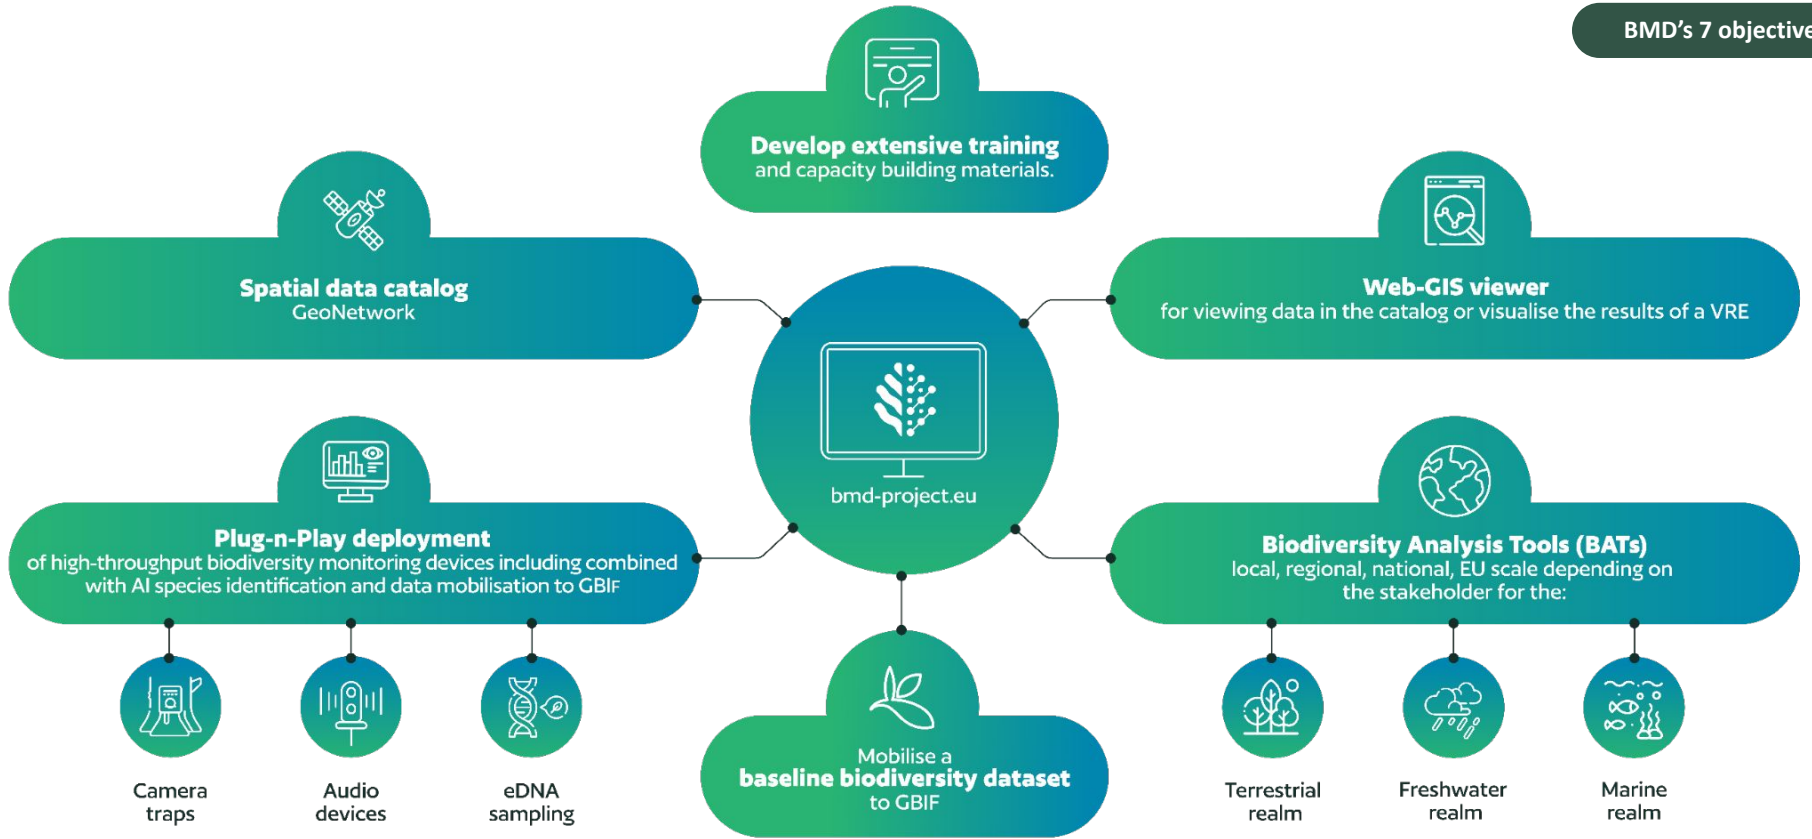 BMD's 7 objective
Develop extensive training
and capacity building materials.
Spatial data catalog
GeoNetwork
Web-GIS viewer
for viewing data in the catalog or visualise the results of a VRE
bmd-project.eu
Plug-n-Play deployment
of high-throughput biodiversity monitoring devices including combined
with AI species identification and data mobilisation to GBIF
Camera
traps
Audio
devices
eDNA
sampling
Biodiversity Analysis Tools (BATs)
local, regional, national, EU scale depending on
the stakeholder for the:
Terrestrial
realm
Freshwater
realm
Marine
realm
Mobilise a
baseline biodiversity dataset
to GBIF